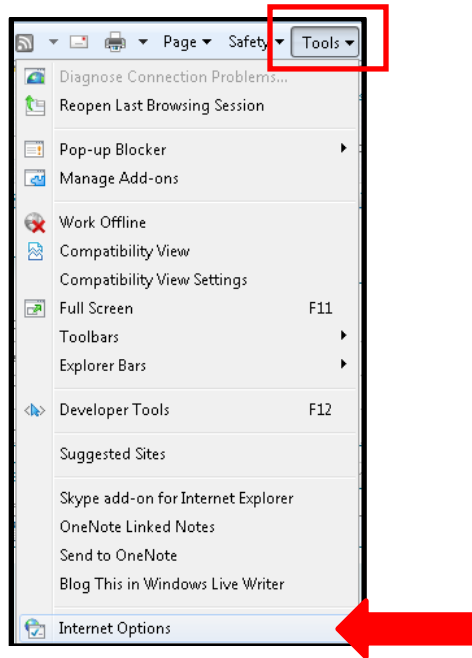 Page Safety Tools
Diagnose Connection Problems...
Reopen Last Browsing Session
Pop-up Blocker
Manage Add-ons
Work Offline
Compatibility View
Compatibility View Settings
Full Screen F11
Toolbars
Explorer Bars
Developer Tools F12
Suggested Sites
Skype add-on for Internet Explorer
OneNote Linked Notes
Send to OneNote
Blog This in Windows Live Writer
Internet Options